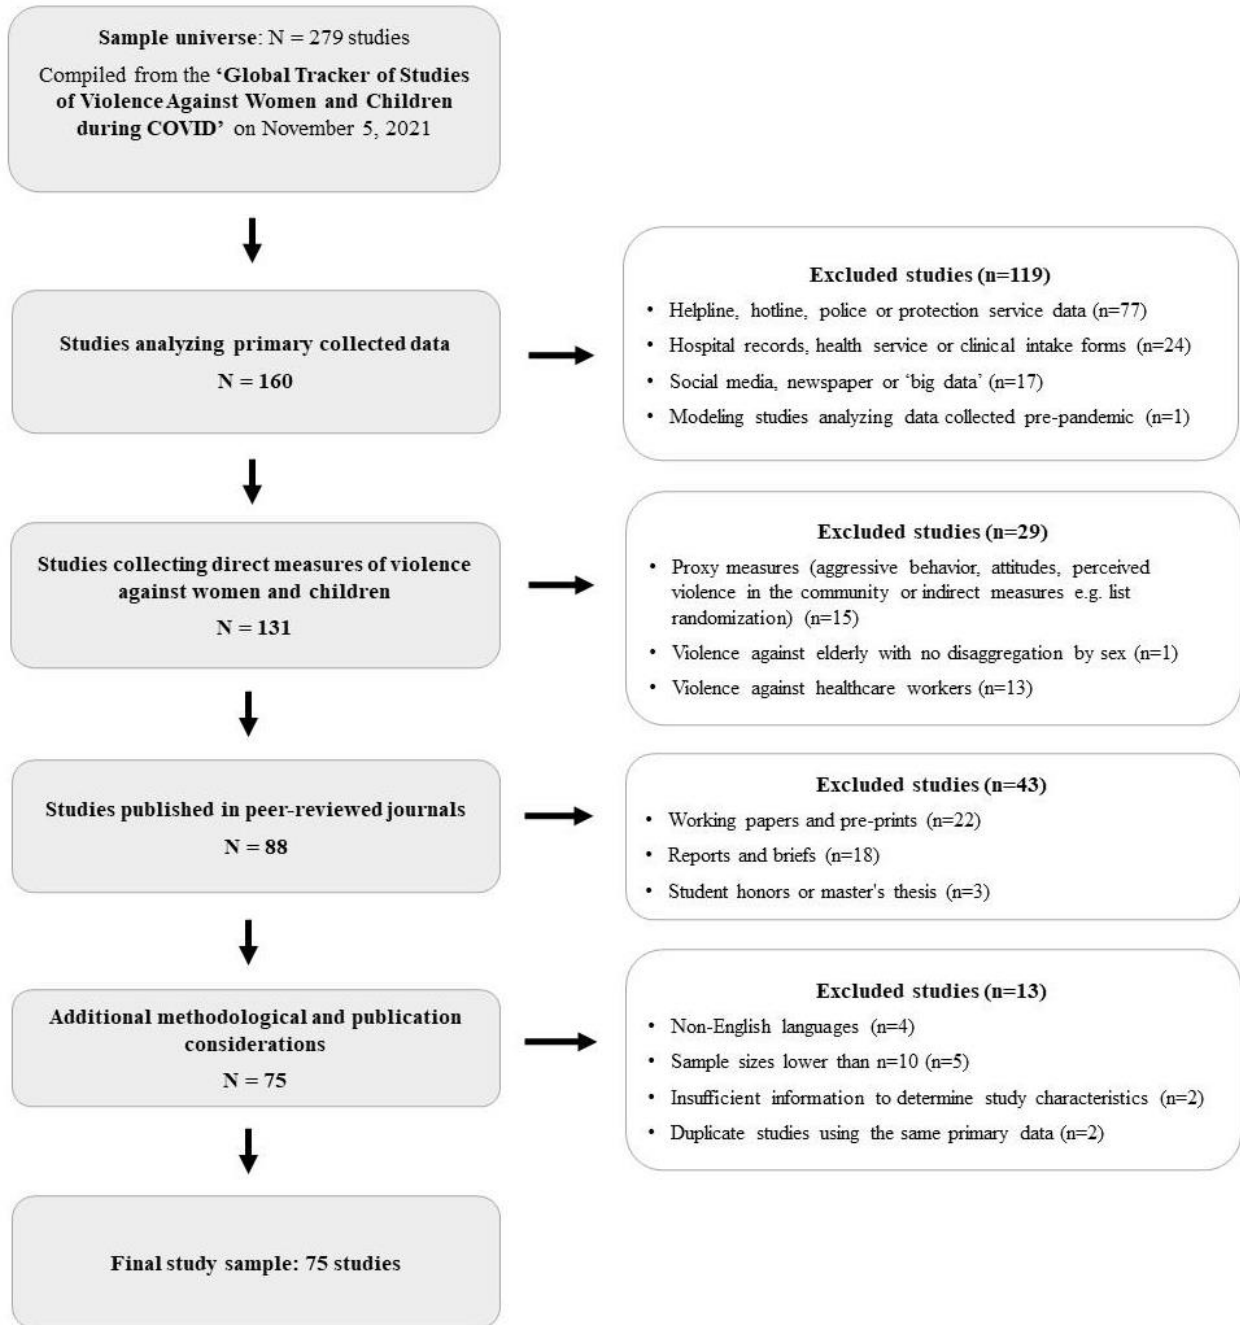 Sample universe: N = 279 studies
Compiled from the ‘Global Tracker of Studies
of Violence Against Women and Children
during COVID’ on November 5, 2021
Studies analyzing primary collected data
N = 160
Excluded studies (n=119)
• Helpline, hotline, police or protection service data (n=77)
• Hospital records, health service or clinical intake forms (n=24)
• Social media, newspaper or ‘big data’ (n=17)
• Modeling studies analyzing data collected pre-pandemic (n=1)
Studies collecting direct measures of violence
against women and children
N = 131
Excluded studies (n=29)
• Proxy measures (aggressive behavior, attitudes, perceived
violence in the community or indirect measures e.g. list
randomization) (n=15)
• Violence against elderly with no disaggregation by sex (n=1)
• Violence against healthcare workers (n=13)
Studies published in peer-reviewed journals
N = 88
Excluded studies (n=43)
• Working papers and pre-prints (n=22)
• Reports and briefs (n=18)
• Student honors or master's thesis (n=3)
Additional methodological and publication
considerations
N = 75
Excluded studies (n=13)
• Non-English languages (n=4)
• Sample sizes lower than n=10 (n=5)
• Insufficient information to determine study characteristics (n=2)
• Duplicate studies using the same primary data (n=2)
Final study sample: 75 studies